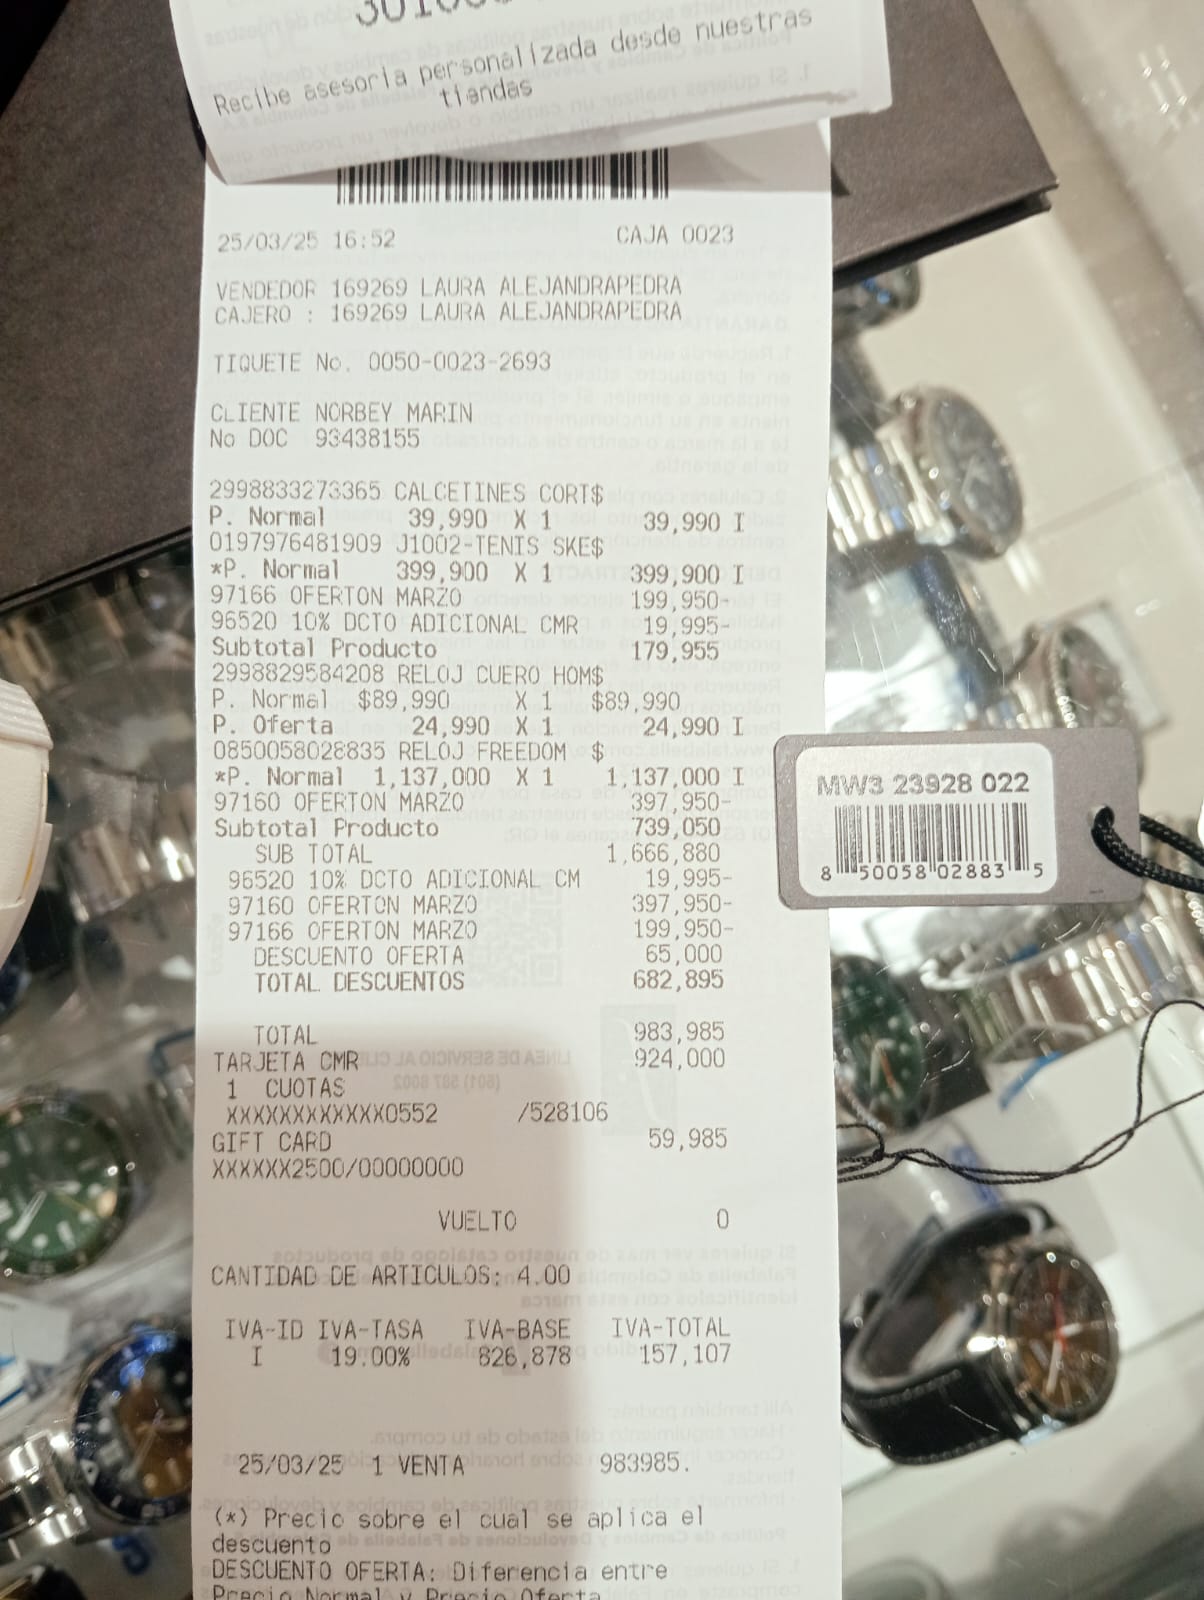 Recibe asesoría personalizada desde nuestras
tiendas
25/03/25 16:52 CAJA 0023
VENDEDOR 169269 LAURA ALEJANDRAPEDRA
CAJERO : 169269 LAURA ALEJANDRAPEDRA
TIQUETE No. 0050-0023-2693
CLIENTE NORBEY MARIN
No DOC 93438155
2998833273365 CALCETINES CORT$
P. Normal 39,990 X 1 39,990 I
0197976481909 J1002-TENIS SKE$
*P. Normal 399,900 X 1 399,900 I
97166 OFERTON MARZO 199,950-
96520 10% DCTO ADICIONAL CMR 19,995-
Subtotal Producto 179,955
2998829584208 RELOJ CUERO HOM$
P. Normal $89,990 X 1 $89,990
P. Oferta 24,990 X 1 24,990 I
0850058028835 RELOJ FREEDOM $
*P. Normal 1,137,000 X 1 1,137,000 I
97160 OFERTON MARZO 397,950-
Subtotal Producto 739,050
SUB TOTAL 1,666,880
96520 10% DCTO ADICIONAL CM 19,995-
97160 OFERTON MARZO 397,950-
97166 OFERTON MARZO 199,950-
DESCUENTO OFERTA 65,000
TOTAL DESCUENTOS 682,895
TOTAL 983,985
TARJETA CMR 924,000
1 CUOTAS
XXXXXXXXXXXX0552 /528106
GIFT CARD 59,985
XXXXXX2500/00000000
VUELTO 0
CANTIDAD DE ARTICULOS: 4.00
IVA-ID IVA-TASA IVA-BASE IVA-TOTAL
I 19.00% 826,878 157,107
25/03/25 1 VENTA 983985.
(*) Precio sobre el cual se aplica el
descuento
DESCUENTO OFERTA: Diferencia entre
Precio Normal y Precio Oferta
MW3 23928 022
8 50058 02883 5